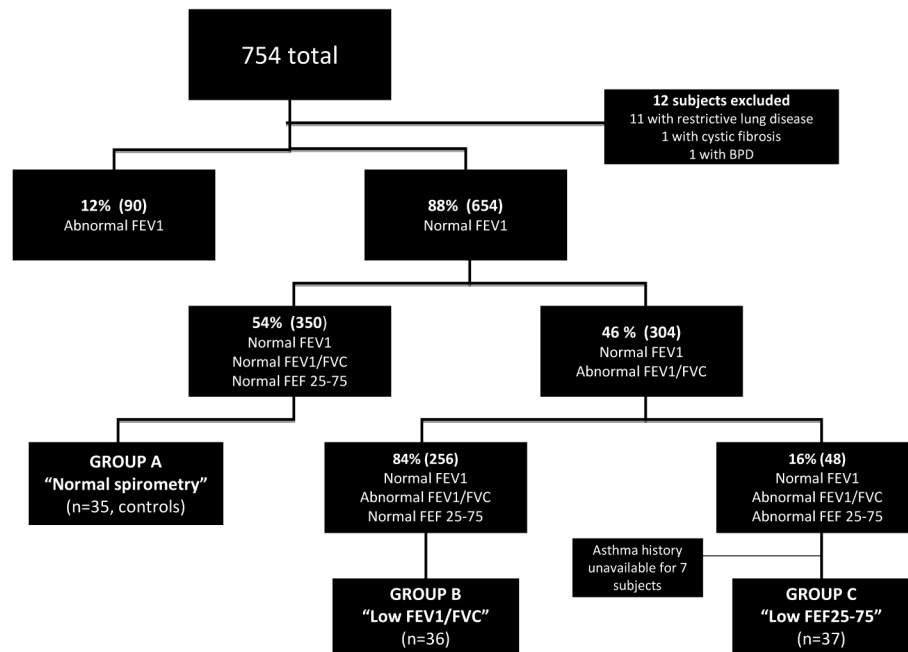 754 total
12 subjects excluded
11 with restrictive lung disease
1 with cystic fibrosis
1 with BPD
12% (90)
Abnormal FEV1
88% (654)
Normal FEV1
54% (350)
Normal FEV1
Normal FEV1/FVC
Normal FEF 25-75
46 % (304)
Normal FEV1
Abnormal FEV1/FVC
GROUP A
“Normal spirometry”
(n=35, controls)
84% (256)
Normal FEV1
Abnormal FEV1/FVC
Normal FEF 25-75
16% (48)
Normal FEV1
Abnormal FEV1/FVC
Abnormal FEF 25-75
Asthma history
unavailable for 7
subjects
GROUP B
“Low FEV1/FVC”
(n=36)
GROUP C
“Low FEF25-75”
(n=37)